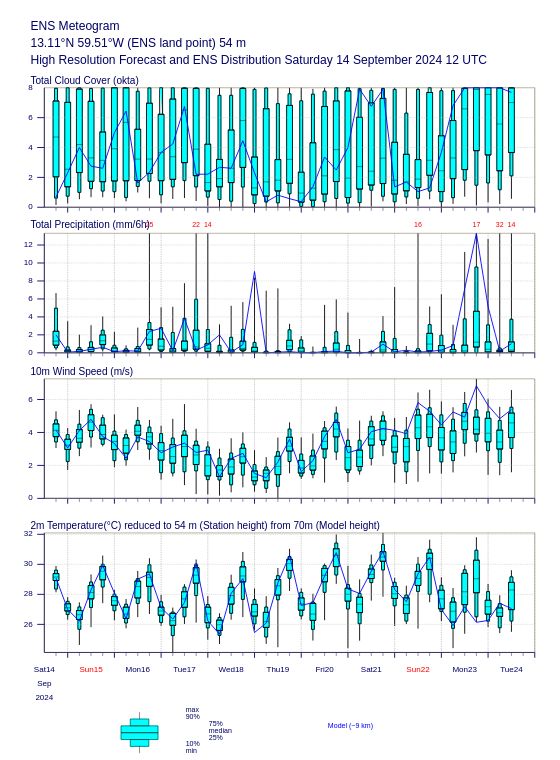 ENS Meteogram
13.11°N 59.51°W (ENS land point) 54 m
High Resolution Forecast and ENS Distribution Saturday 14 September 2024 12 UTC
Total Cloud Cover (okta)
8
6
4
2
0
Total Precipitation (mm/6h)
22 14 16 17 32 14
12
10
8
6
4
2
0
10m Wind Speed (m/s)
6
4
2
0
2m Temperature(°C) reduced to 54 m (Station height) from 70m (Model height)
32
30
28
26
Sat14 Sun15 Mon16 Tue17 Wed18 Thu19 Fri20 Sat21 Sun22 Mon23 Tue24
Sep
2024
max
90%
75%
median
25%
10%
min
Model (~9 km)